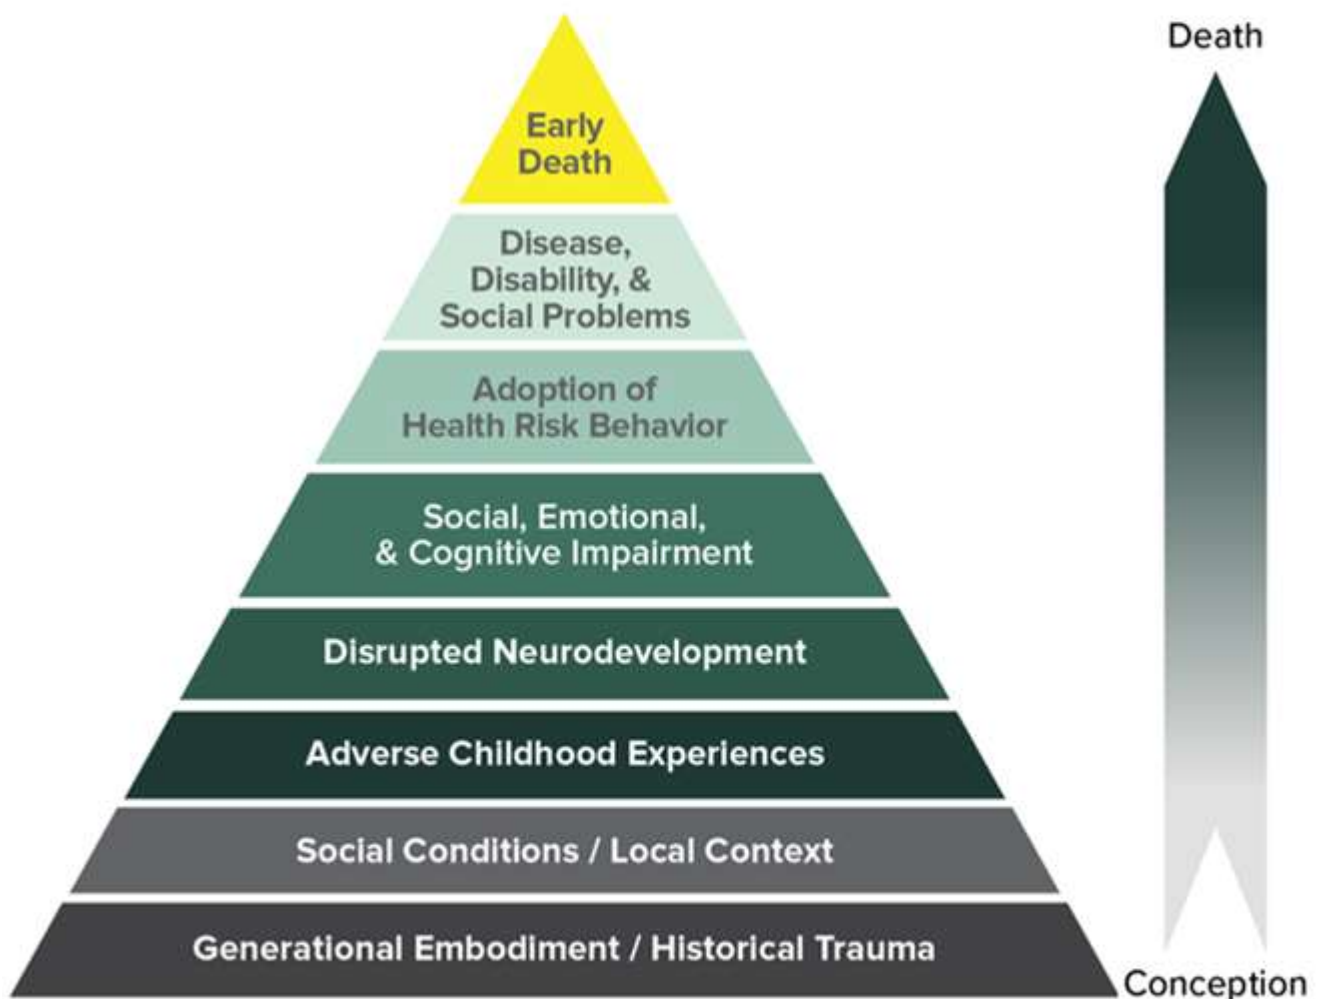 Death
Early
Death
Disease,
Disability, &
Social Problems
Adoption of
Health Risk Behavior
Social, Emotional,
& Cognitive Impairment
Disrupted Neurodevelopment
Adverse Childhood Experiences
Social Conditions / Local Context
Generational Embodiment / Historical Trauma
Conception